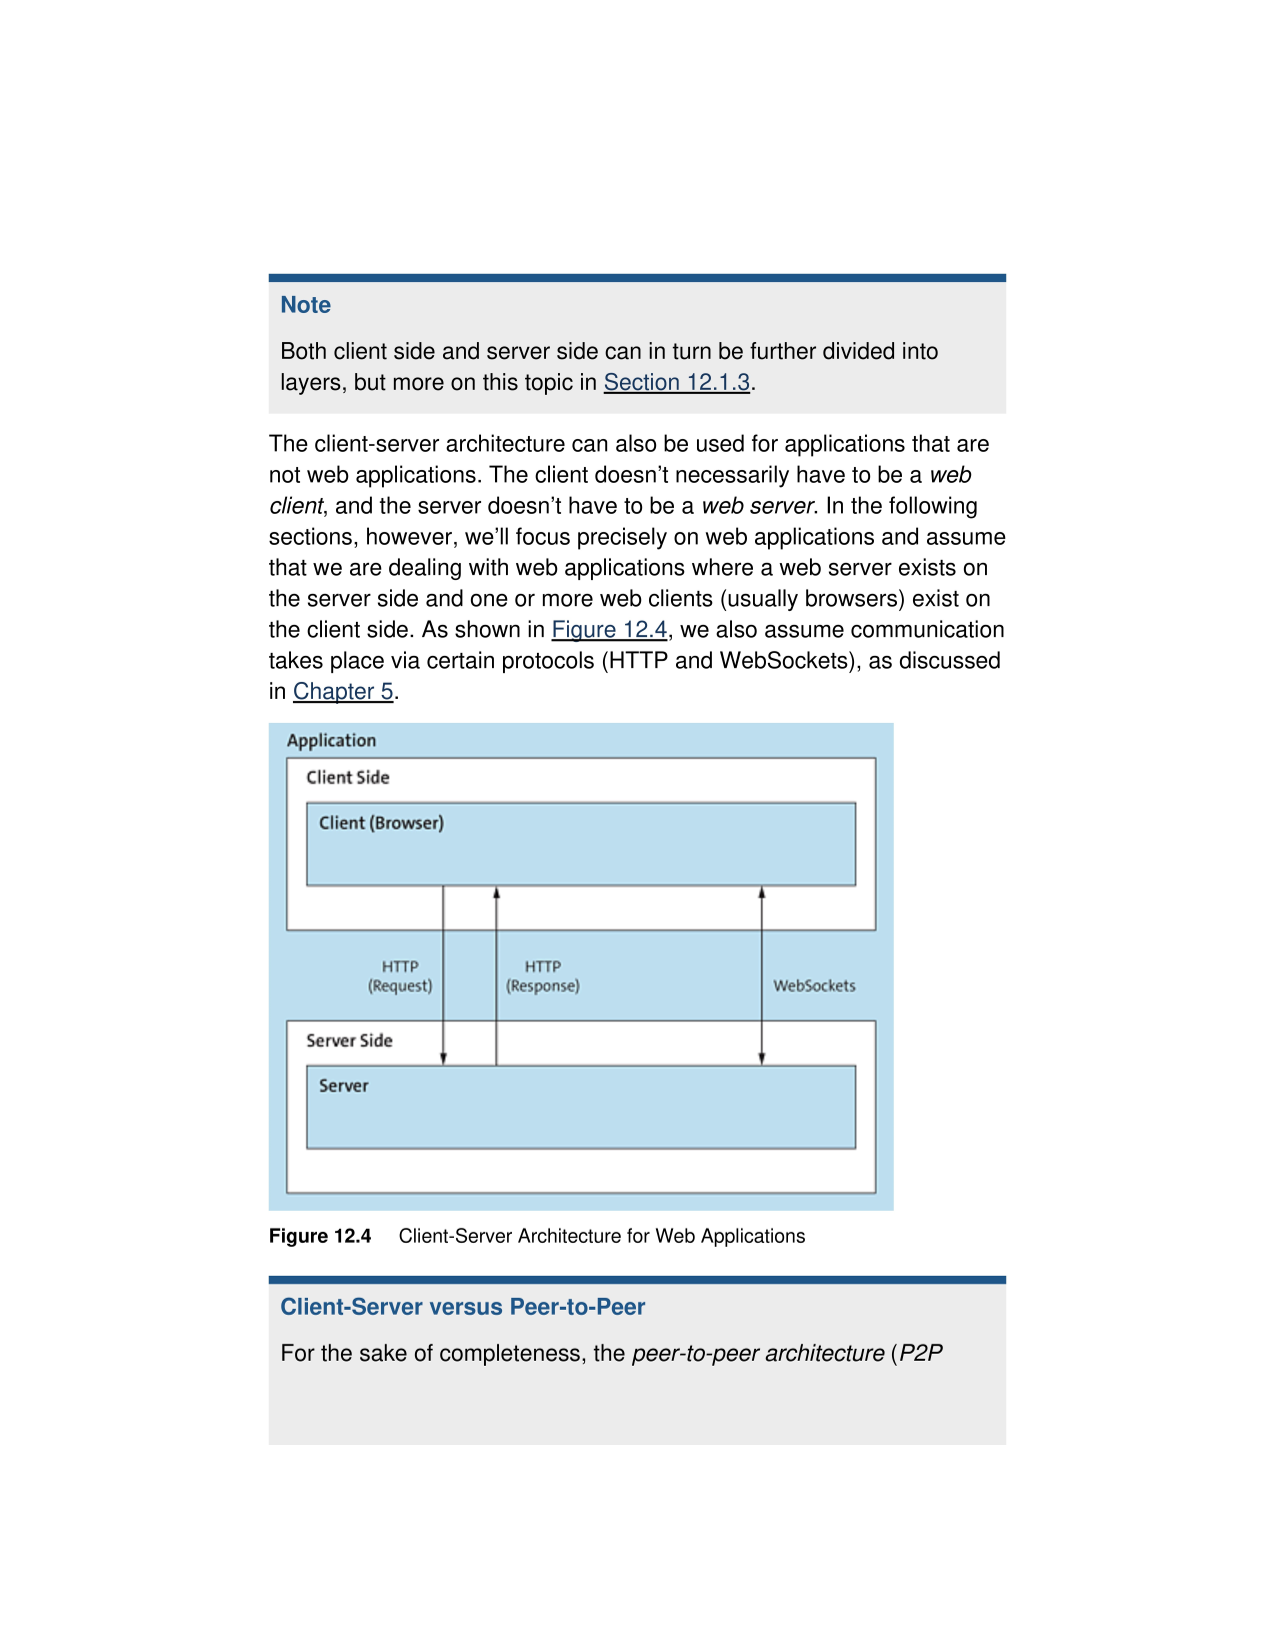 Note
Both client side and server side can in turn be further divided into
layers, but more on this topic in Section 12.1.3.
The client-server architecture can also be used for applications that are
not web applications. The client doesn’t necessarily have to be a web
client, and the server doesn’t have to be a web server. In the following
sections, however, we’ll focus precisely on web applications and assume
that we are dealing with web applications where a web server exists on
the server side and one or more web clients (usually browsers) exist on
the client side. As shown in Figure 12.4, we also assume communication
takes place via certain protocols (HTTP and WebSockets), as discussed
in Chapter 5.
Application
Client Side
Client (Browser)
HTTP
(Request)
HTTP
(Response)
WebSockets
Server Side
Server
Figure 12.4 Client-Server Architecture for Web Applications
Client-Server versus Peer-to-Peer
For the sake of completeness, the peer-to-peer architecture (P2P